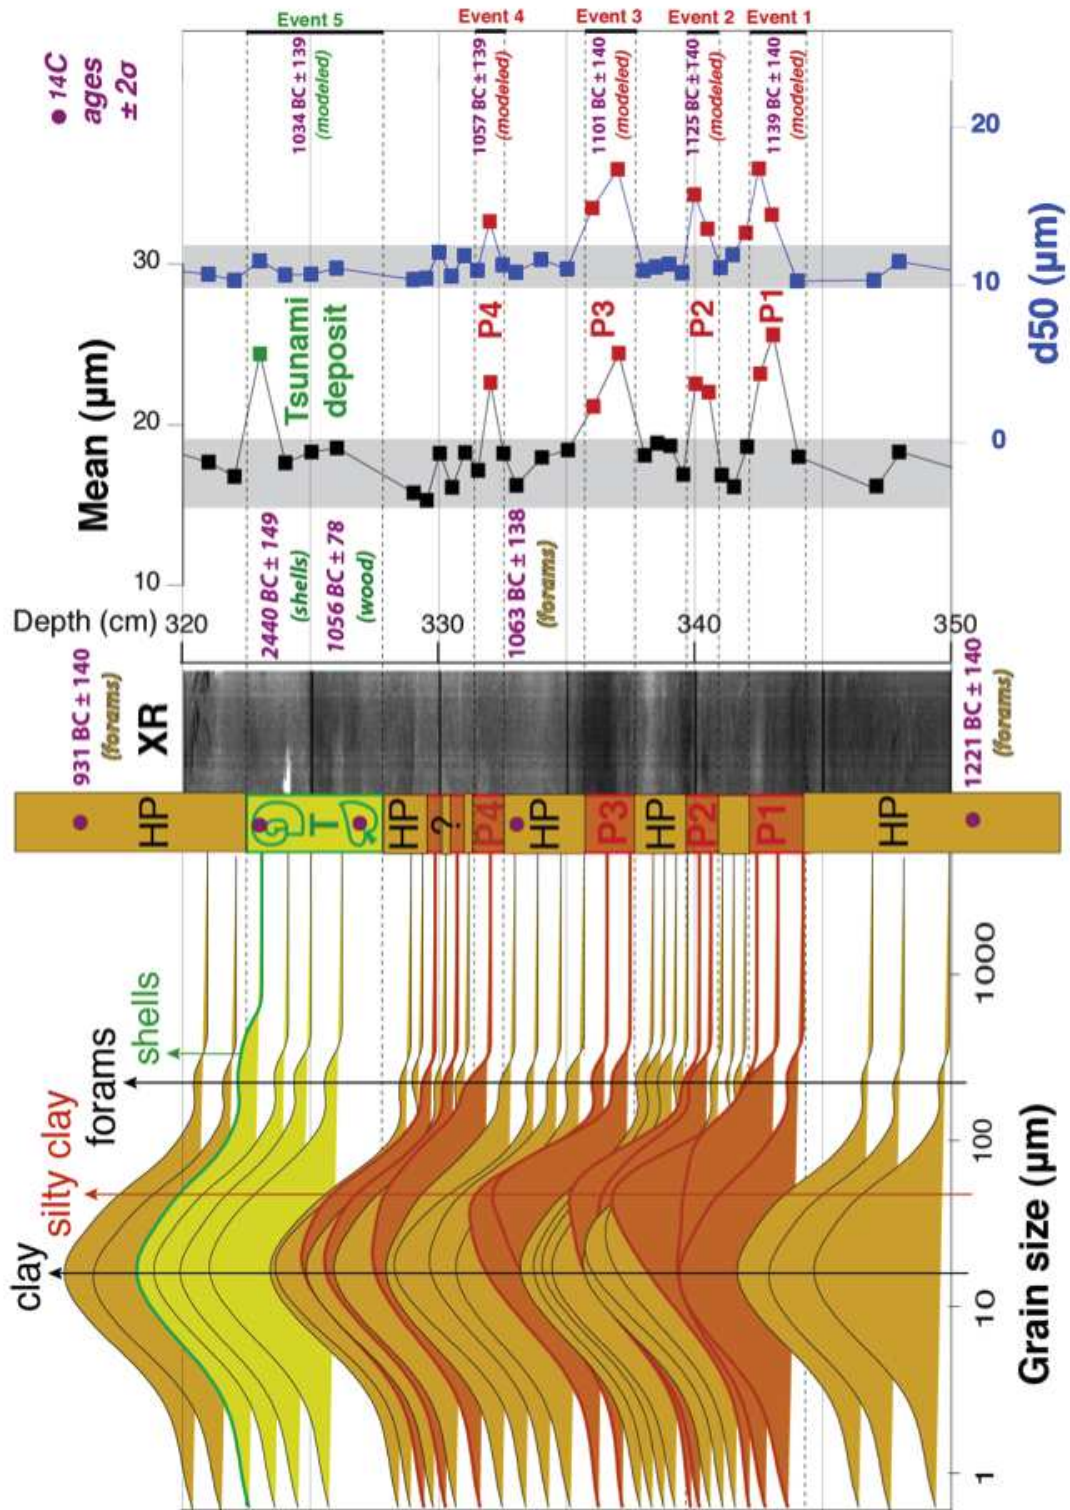 Event 5
Event 4
Event 3
Event 2
Event 1
14C
ages
± 2σ
1034 BC ± 139
(modeled)
1057 BC ± 139
(modeled)
1101 BC ± 140
(modeled)
1125 BC ± 140
(modeled)
1139 BC ± 140
(modeled)
20
10
0
d50 (µm)
30
20
10
Mean (µm)
Tsunami
deposit
P4
P3
P2
P1
2440 BC ± 149
(shells)
1056 BC ± 78
(wood)
1063 BC ± 138
(forams)
Depth (cm) 320
330
340
350
931 BC ± 140
(forams)
XR
1221 BC ± 140
(forams)
HP
T
HP
?
P4
HP
P3
HP
P2
P1
HP
clay
silty clay
forams
shells
1000
100
10
1
Grain size (µm)